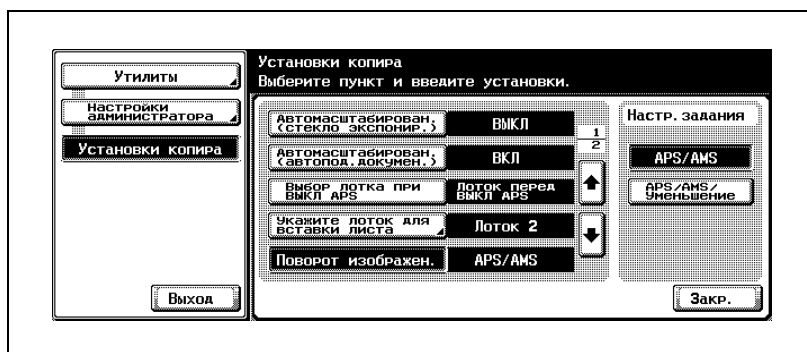 Утилиты
Настройки
администратора
Установки копира
Выход
Установки копира
Выберите пункт и введите установки.
Автомасштабирован.
(стекло экспонир.)
ВЫКЛ
Автомасштабирован.
(автопод.докумен.)
ВКЛ
Выбор лотка при
ВЫКЛ APS
Лоток перед
ВЫКЛ APS
Укажите лоток для
вставки листа
Лоток 2
Поворот изображен.
APS/AMS
1
2
Настр.задания
APS/AMS
APS/AMS/
Уменьшение
Закр.